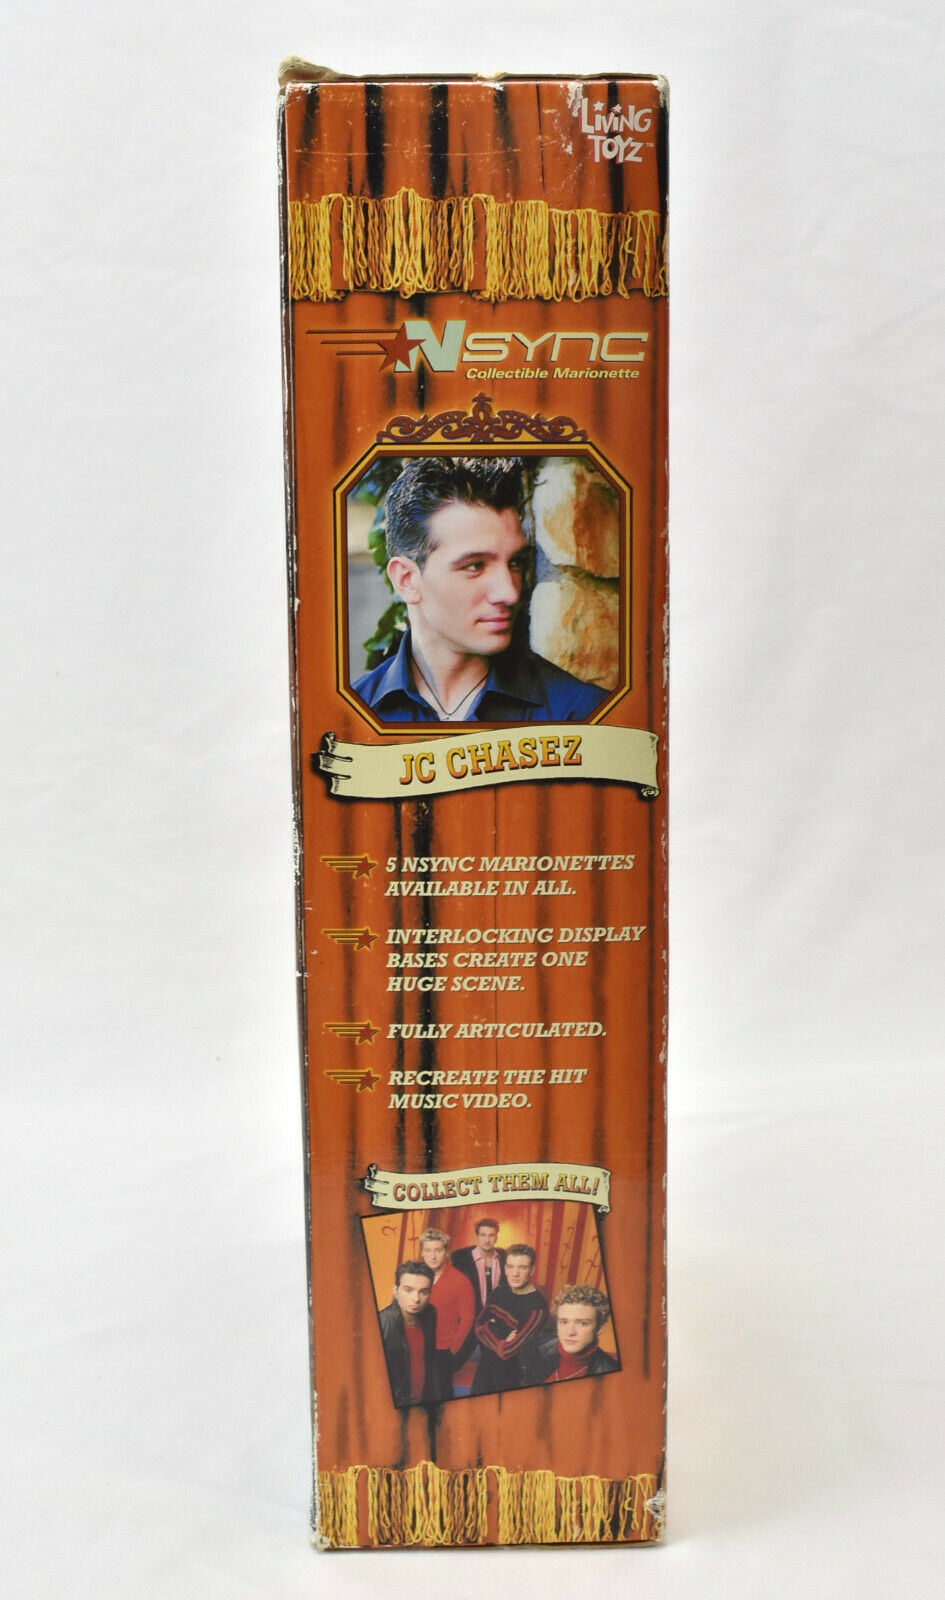 LiViNG
TOYZ™
NSYNC
Collectible Marionette
JC CHASEZ
5 NSYNC MARIONETTES
AVAILABLE IN ALL.
INTERLOCKING DISPLAY
BASES CREATE ONE
HUGE SCENE.
FULLY ARTICULATED.
RECREATE THE HIT
MUSIC VIDEO.
COLLECT THEM ALL!